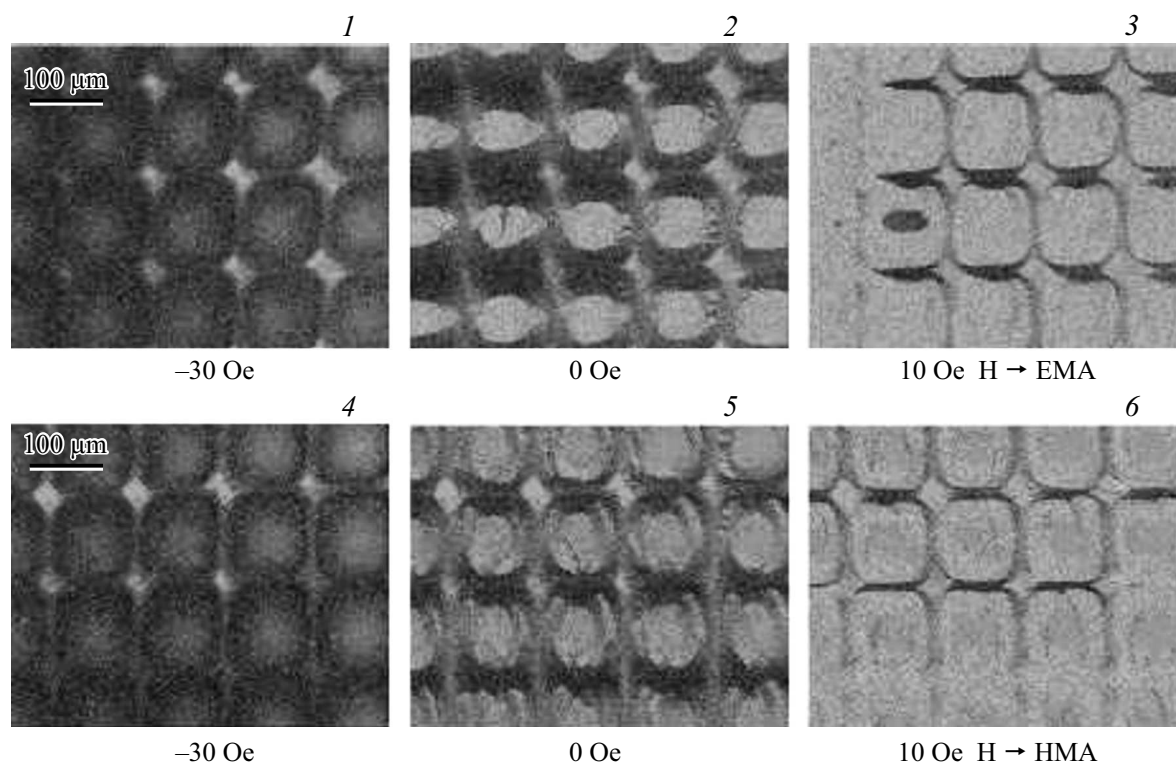 1 2 3
100 μm
–30 Oe 0 Oe 10 Oe H → EMA
4 5 6
100 μm
–30 Oe 0 Oe 10 Oe H → HMA